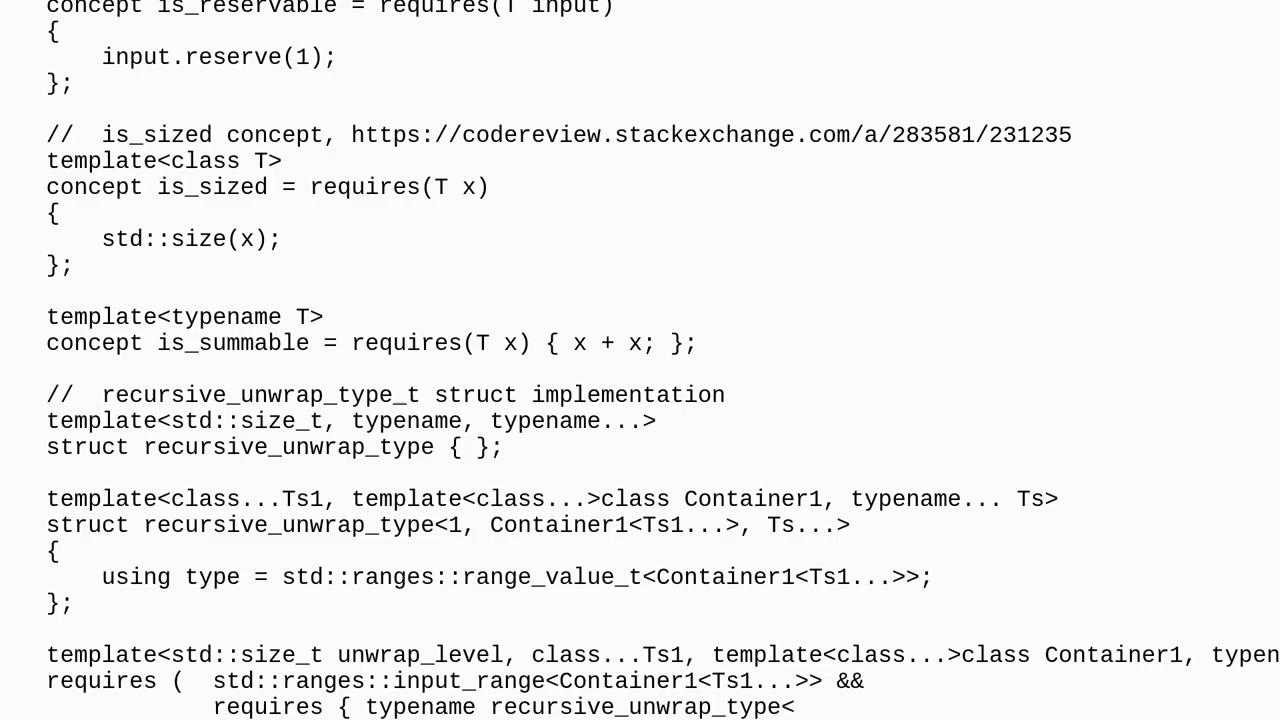 concept is_reservable = requires(T input)
{
    input.reserve(1);
};

//  is_sized concept, https://codereview.stackexchange.com/a/283581/231235
template<class T>
concept is_sized = requires(T x)
{
    std::size(x);
};

template<typename T>
concept is_summable = requires(T x) { x + x; };

//  recursive_unwrap_type_t struct implementation
template<std::size_t, typename, typename...>
struct recursive_unwrap_type { };

template<class...Ts1, template<class...>class Container1, typename... Ts>
struct recursive_unwrap_type<1, Container1<Ts1...>, Ts...>
{
    using type = std::ranges::range_value_t<Container1<Ts1...>>;
};

template<std::size_t unwrap_level, class...Ts1, template<class...>class Container1, typen
requires (  std::ranges::input_range<Container1<Ts1...>> &&
            requires { typename recursive_unwrap_type<